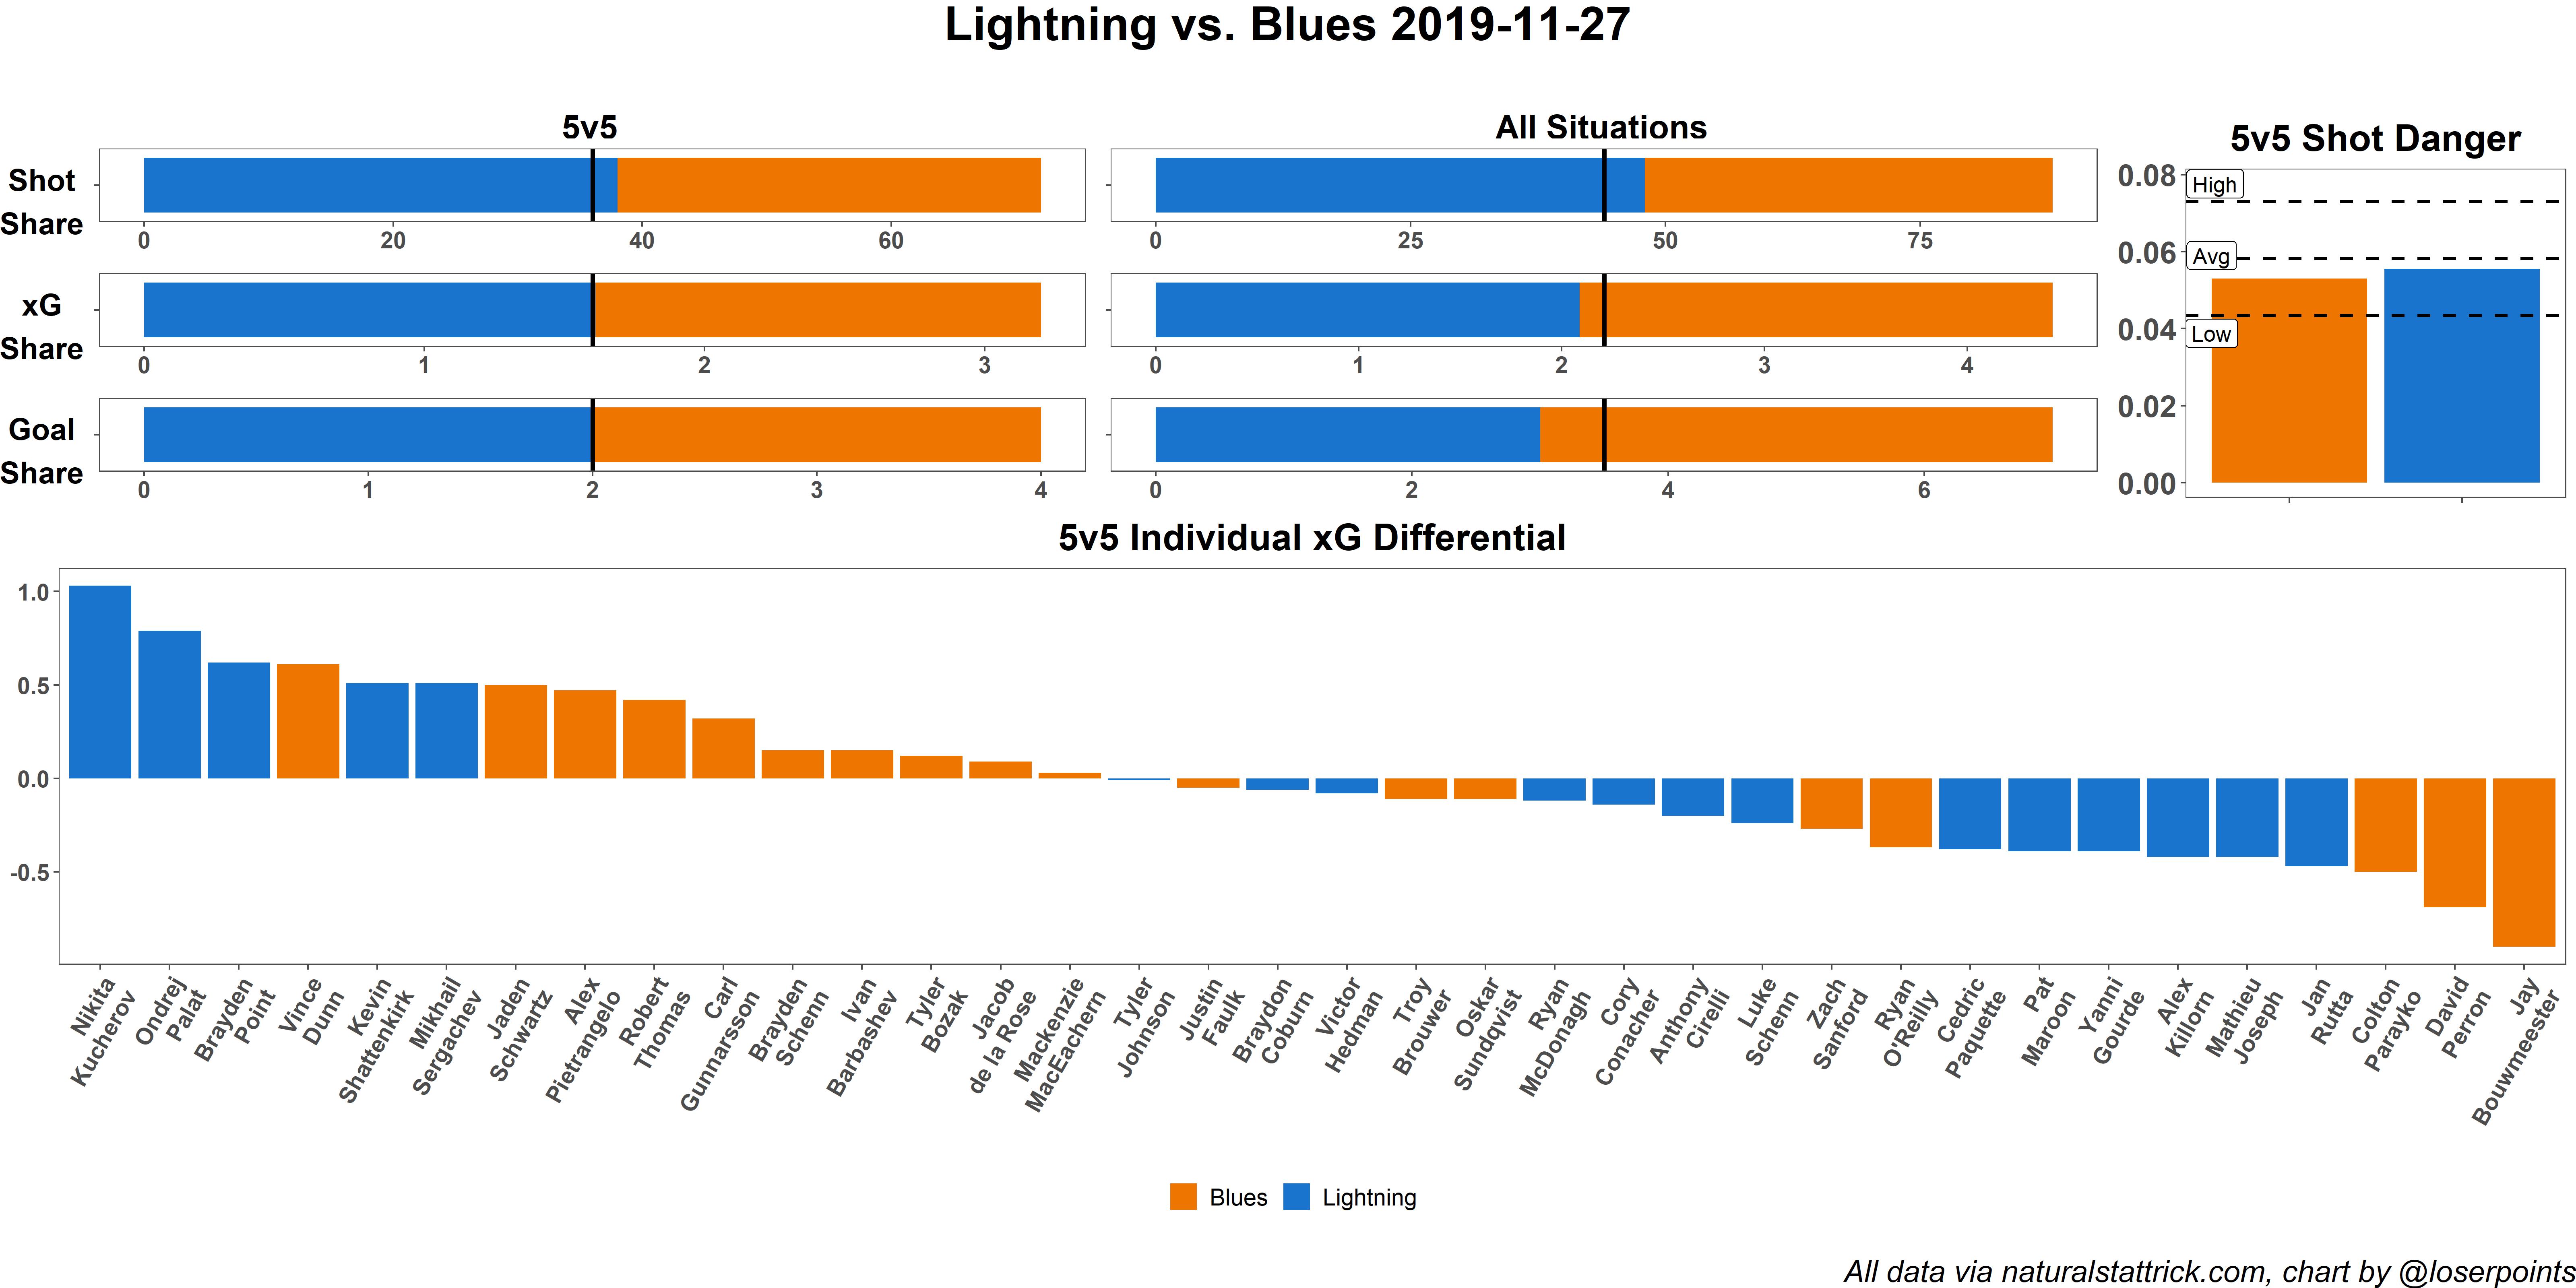 Lightning vs. Blues 2019-11-27
5v5
All Situations
5v5 Shot Danger
Shot
Share
0 20 40 60
0 25 50 75
xG
Share
0 1 2 3
0 1 2 3 4
Goal
Share
0 1 2 3 4
0 2 4 6
0.08
0.06
0.04
0.02
0.00
High
Avg
Low
5v5 Individual xG Differential
1.0
0.5
0.0
-0.5
Nikita
Kucherov
Ondrej
Palat
Brayden
Point
Vince
Dunn
Kevin
Shattenkirk
Mikhail
Sergachev
Jaden
Schwartz
Alex
Pietrangelo
Robert
Thomas
Carl
Gunnarsson
Brayden
Schenn
Ivan
Barbashev
Tyler
Bozak
Jacob
de la Rose
Mackenzie
MacEachern
Tyler
Johnson
Justin
Faulk
Braydon
Coburn
Victor
Hedman
Troy
Brouwer
Oskar
Sundqvist
Ryan
McDonagh
Cory
Conacher
Anthony
Cirelli
Luke
Schenn
Zach
Sanford
Ryan
O'Reilly
Cedric
Paquette
Pat
Maroon
Yanni
Gourde
Alex
Killorn
Mathieu
Joseph
Jan
Rutta
Colton
Parayko
David
Perron
Jay
Bouwmeester
Blues
Lightning
All data via naturalstattrick.com, chart by @loserpoints